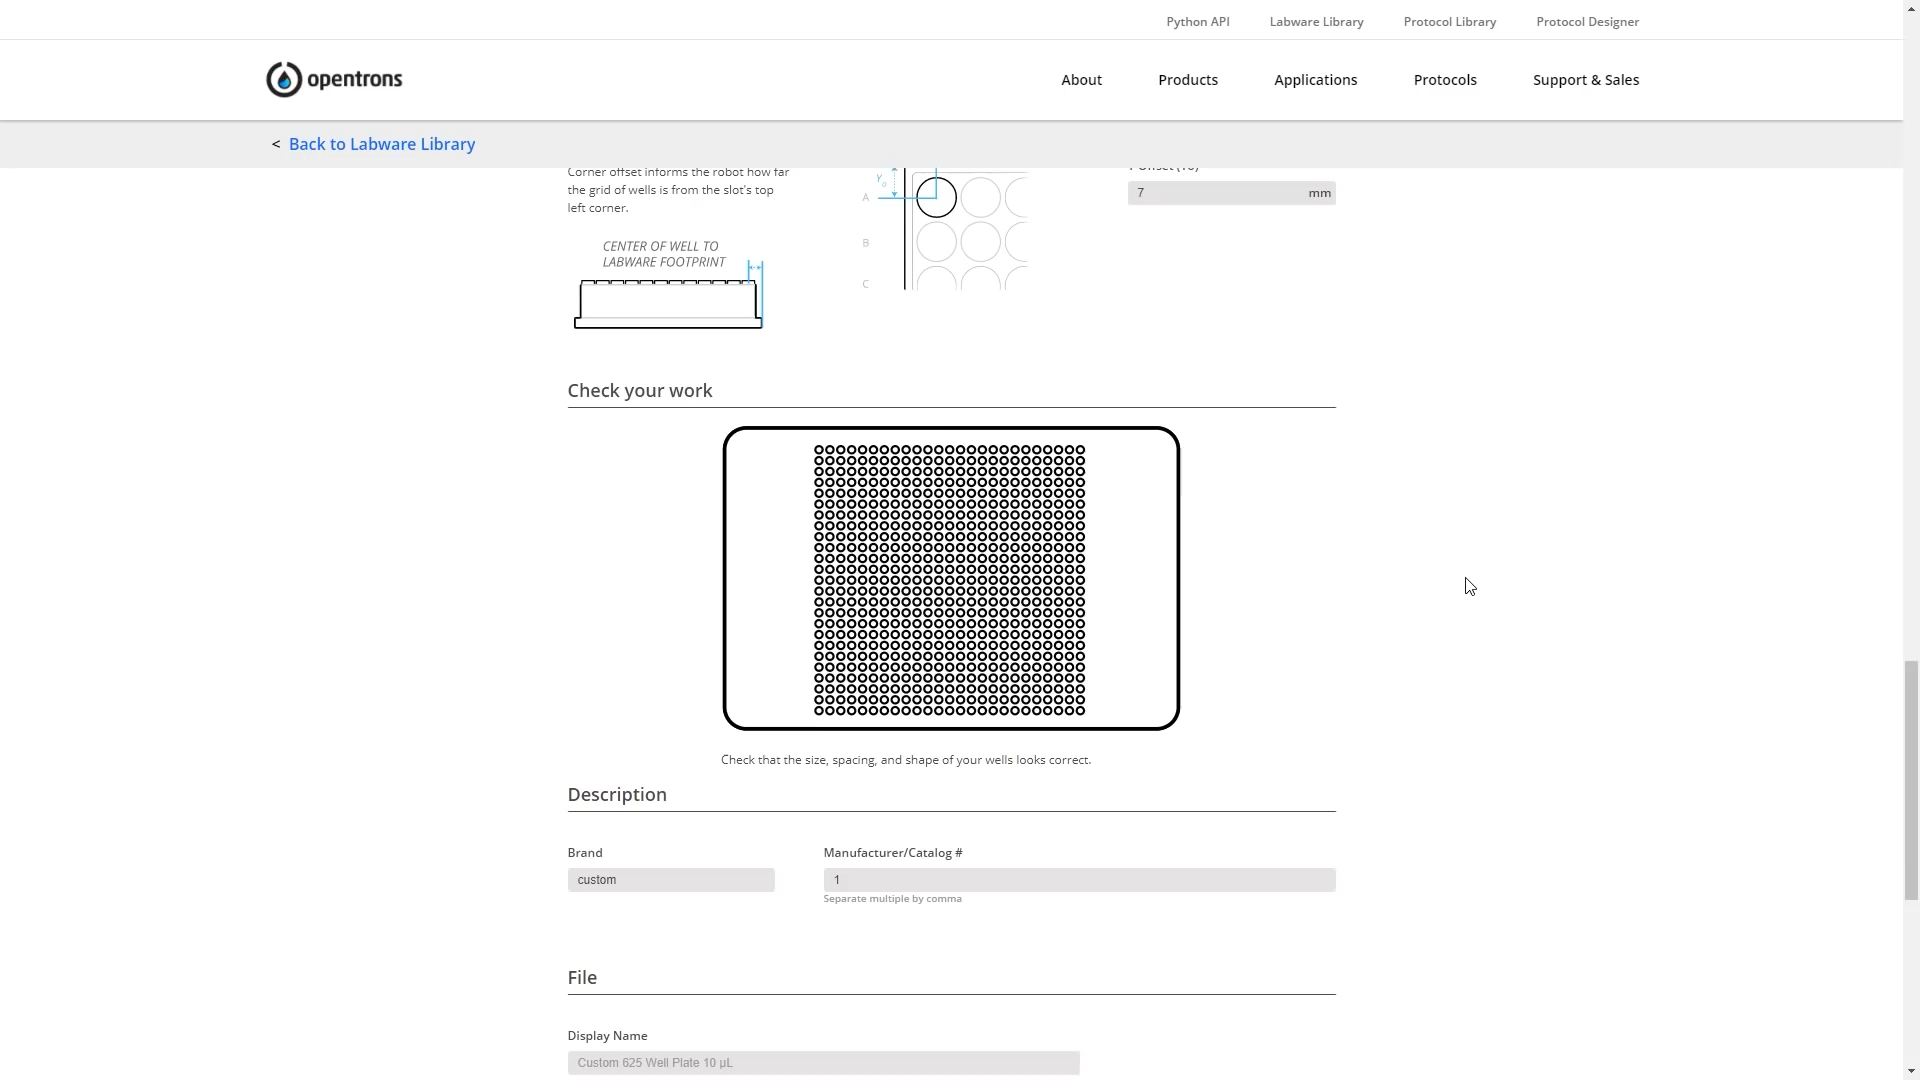 Python API
Labware Library
Protocol Library
Protocol Designer
opentrons
About
Products
Applications
Protocols
Support & Sales
< Back to Labware Library
Corner offset informs the robot how far
the grid of wells is from the slot's top
left corner.
CENTER OF WELL TO
LABWARE FOOTPRINT
Yo
A
B
C
7
mm
Check your work
Check that the size, spacing, and shape of your wells looks correct.
Description
Brand
custom
Manufacturer/Catalog #
1
Separate multiple by comma
File
Display Name
Custom 625 Well Plate 10 µL